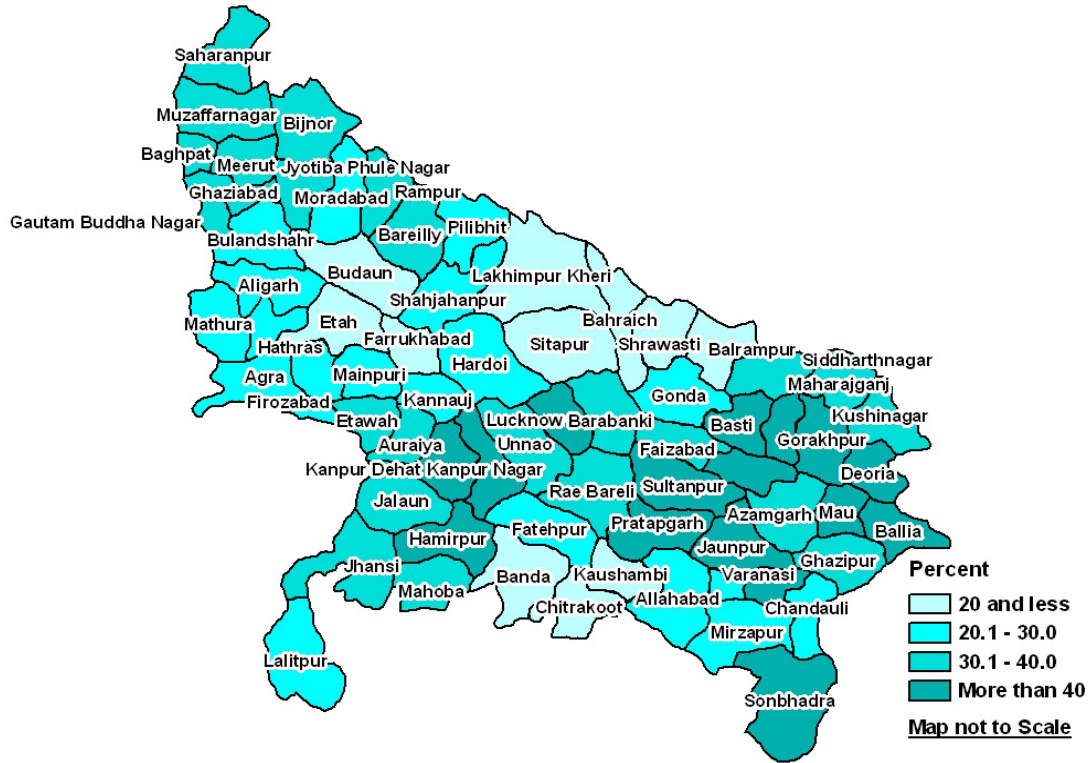 Saharanpur
Muzaffarnagar
Bijnor
Baghpat
Meerut
Jyotiba Phule Nagar
Ghaziabad
Moradabad
Rampur
Gautam Buddha Nagar
Bulandshahr
Bareilly
Pilibhit
Budaun
Lakhimpur Kheri
Aligarh
Shahjahanpur
Mathura
Etah
Bahraich
Farrukhabad
Hathras
Sitapur
Shrawasti
Balrampur
Siddharthnagar
Hardoi
Agra
Mainpuri
Maharajganj
Firozabad
Kannauj
Gonda
Kushinagar
Etawah
Lucknow
Barabanki
Basti
Gorakhpur
Auraiya
Unnao
Faizabad
Kanpur Dehat
Kanpur Nagar
Deoria
Jalaun
Rae Bareli
Sultanpur
Azamgarh
Mau
Hamirpur
Fatehpur
Pratapgarh
Ballia
Jaunpur
Ghazipur
Jhansi
Banda
Kaushambi
Varanasi
Mahoba
Chitrakoot
Allahabad
Chandauli
Mirzapur
Lalitpur
Sonbhadra
Percent
20 and less
20.1 - 30.0
30.1 - 40.0
More than 40
Map not to Scale